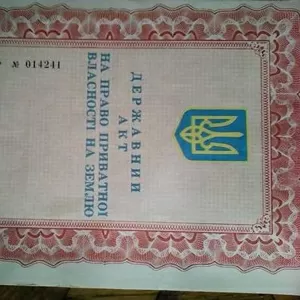 № 014241
ДЕРЖАВНИЙ
АКТ
НА ПРАВО ПРИВАТНОЇ
ВЛАСНОСТІ НА ЗЕМЛЮ